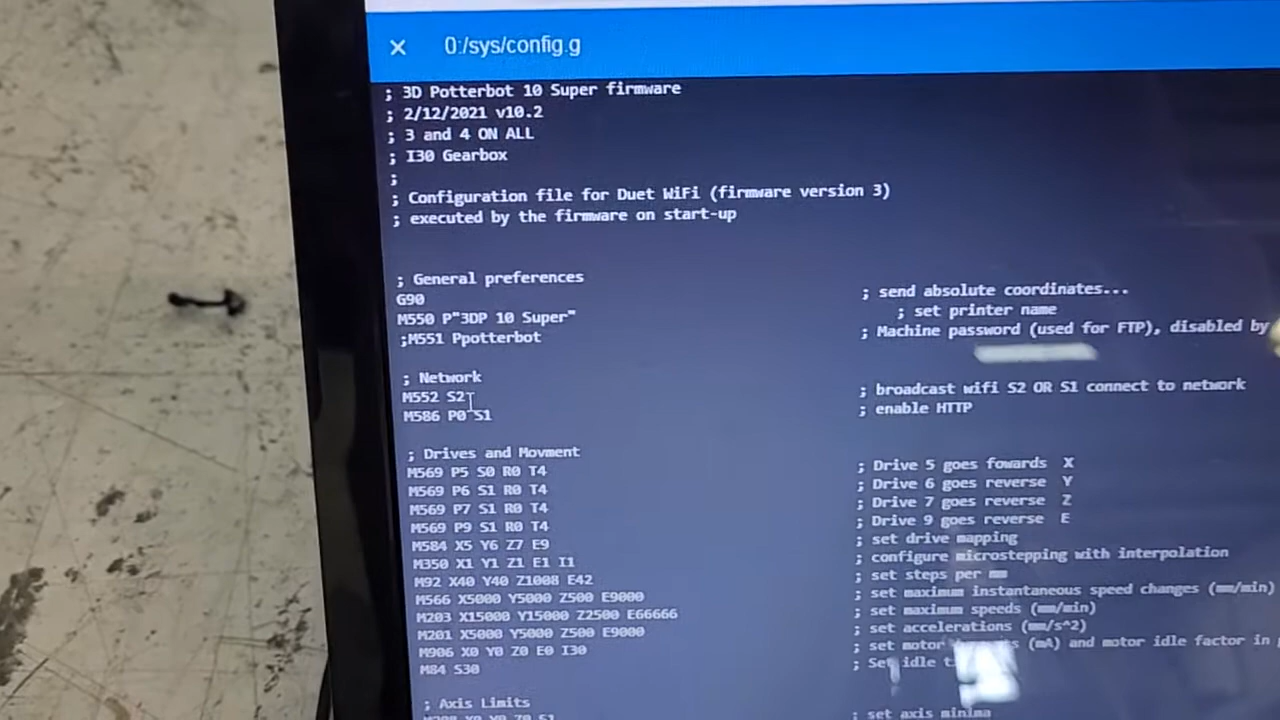 0:/sys/config.g
; 3D Potterbot 10 Super firmware
; 2/12/2021 v10.2
; 3 and 4 ON ALL
; I30 Gearbox
;
; Configuration file for Duet WiFi (firmware version 3)
; executed by the firmware on start-up
; General preferences
G90 ; send absolute coordinates...
M550 P"3DP 10 Super" ; set printer name
;M551 Ppotterbot ; Machine password (used for FTP), disabled by
; Network
M552 S2 ; broadcast wifi S2 OR S1 connect to network
M586 P0 S1 ; enable HTTP
; Drives and Movment
M569 P5 S0 R0 T4 ; Drive 5 goes fowards X
M569 P6 S1 R0 T4 ; Drive 6 goes reverse Y
M569 P7 S1 R0 T4 ; Drive 7 goes reverse Z
M569 P9 S1 R0 T4 ; Drive 9 goes reverse E
M584 X5 Y6 Z7 E9 ; set drive mapping
M350 X1 Y1 Z1 E1 I1 ; configure microstepping with interpolation
M92 X40 Y40 Z1008 E42 ; set steps per mm
M566 X5000 Y5000 Z500 E9000 ; set maximum instantaneous speed changes (mm/min)
M203 X15000 Y15000 Z2500 E66666 ; set maximum speeds (mm/min)
M201 X5000 Y5000 Z500 E9000 ; set accelerations (mm/s^2)
M906 X0 Y0 Z0 E0 I30 ; set motor (mA) and motor idle factor in
M84 S30 ; Set idle
; Axis Limits
; set axis minima